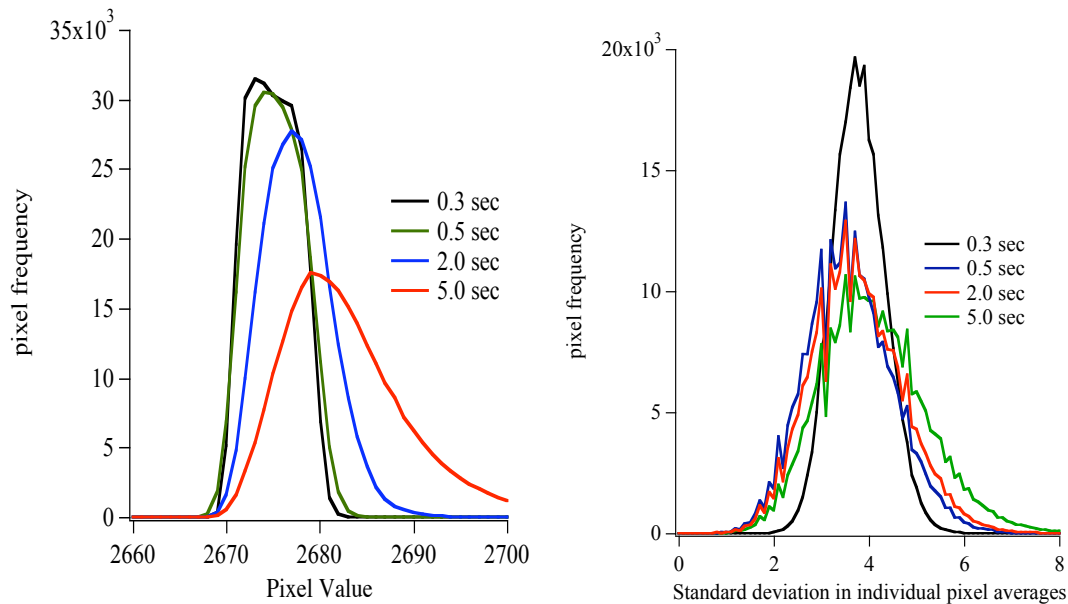 35x10³
30
25
20
15
10
5
0
pixel frequency
2660
2670
2680
2690
2700
Pixel Value
0.3 sec
0.5 sec
2.0 sec
5.0 sec
20x10³
15
10
5
0
pixel frequency
0
2
4
6
8
Standard deviation in individual pixel averages
0.3 sec
0.5 sec
2.0 sec
5.0 sec